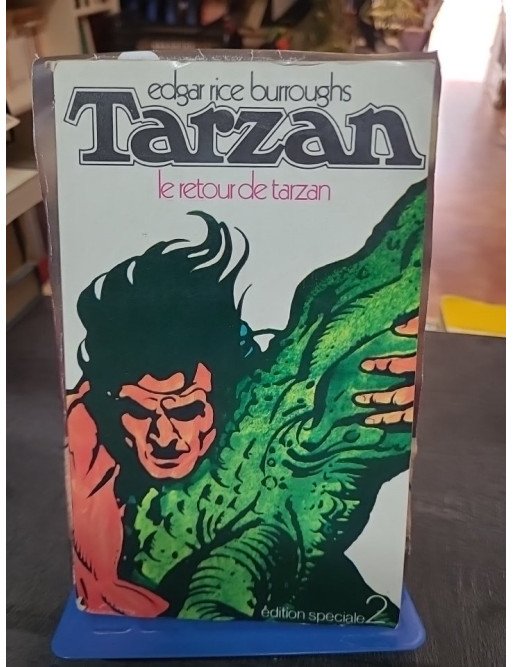 edgar rice burroughs
Tarzan
le retour de tarzan
édition speciale 2